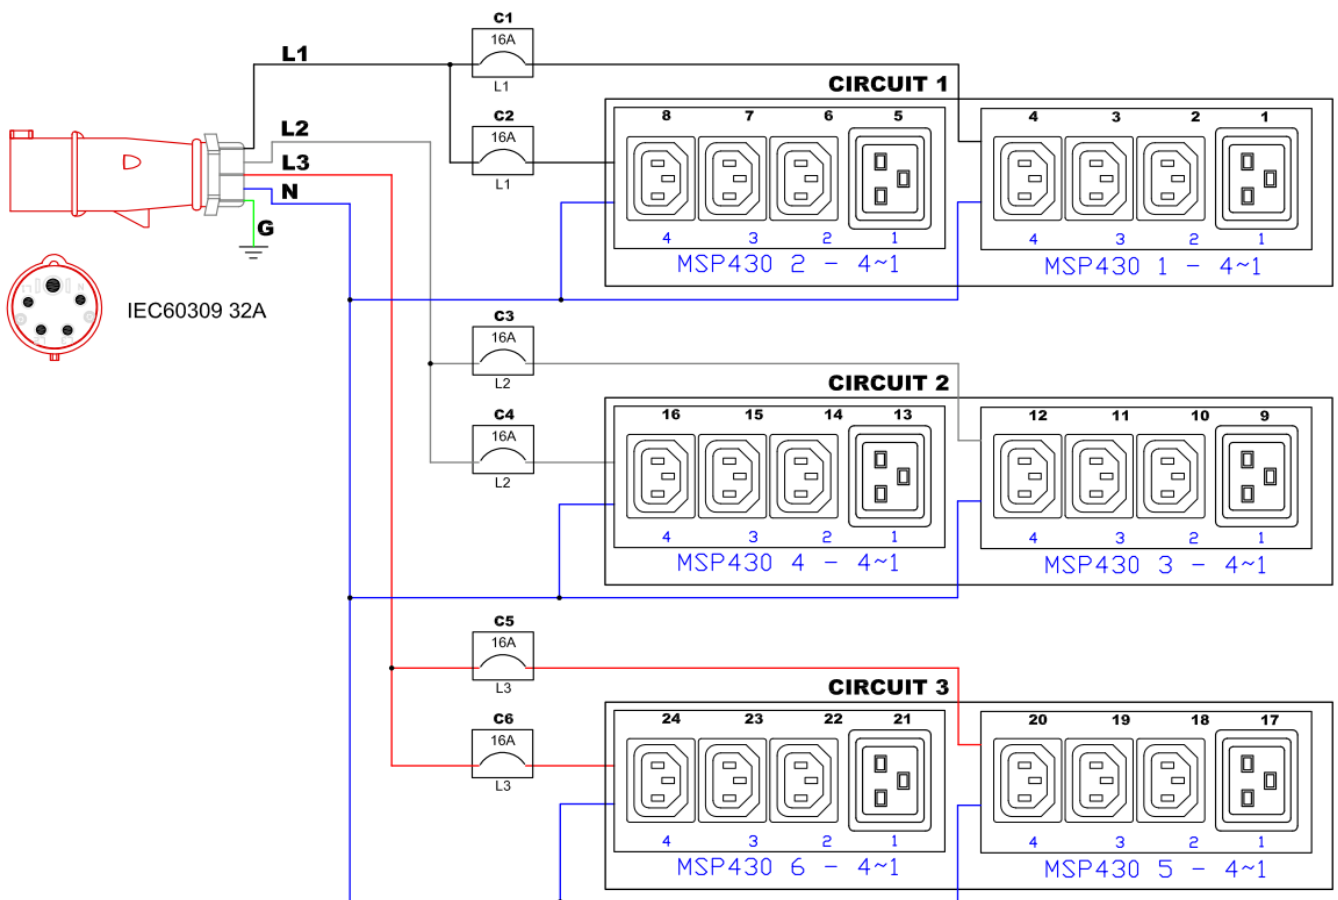 C1
16A
L1
L1
CIRCUIT 1
C2
16A
L1
8 7 6 5
4 3 2 1
4 3 2 1
4 3 2 1
MSP430 2 - 4~1
MSP430 1 - 4~1
L2
L3
N
G
IEC60309 32A
C3
16A
L2
CIRCUIT 2
C4
16A
L2
16 15 14 13
12 11 10 9
4 3 2 1
4 3 2 1
MSP430 4 - 4~1
MSP430 3 - 4~1
C5
16A
L3
CIRCUIT 3
C6
16A
L3
24 23 22 21
20 19 18 17
4 3 2 1
4 3 2 1
MSP430 6 - 4~1
MSP430 5 - 4~1